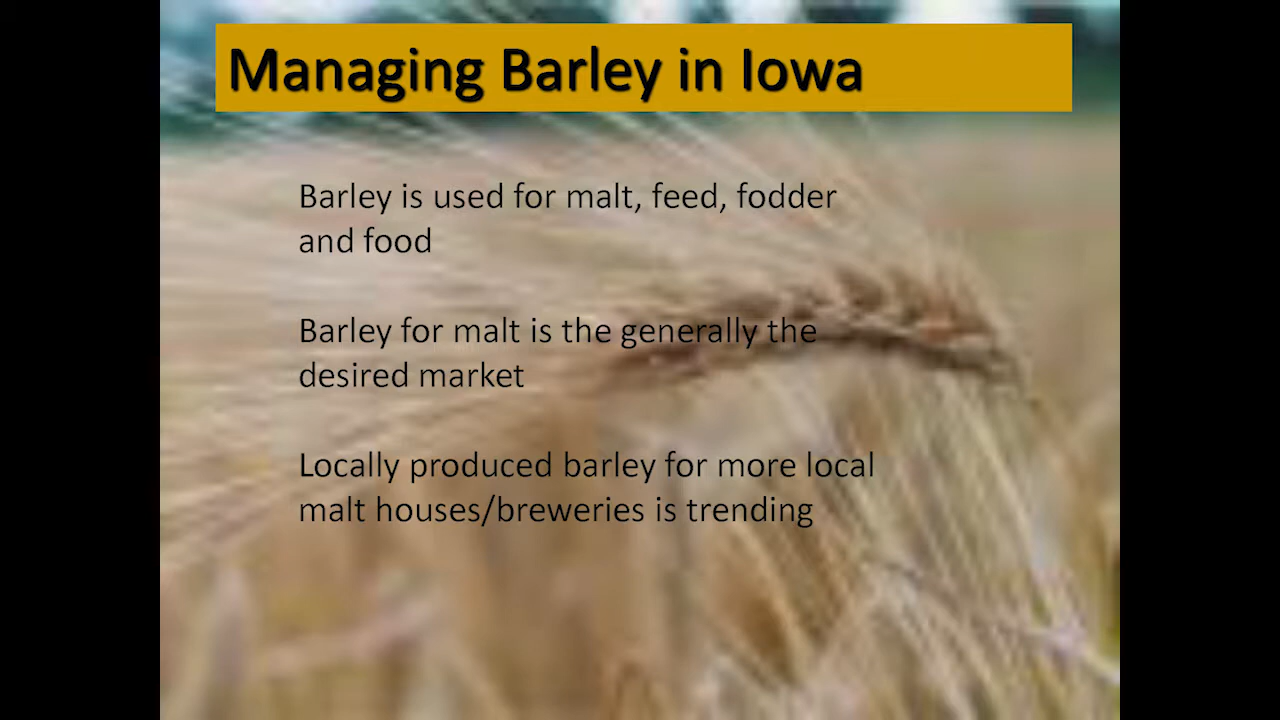 Managing Barley in Iowa
Barley is used for malt, feed, fodder
and food
Barley for malt is the generally the
desired market
Locally produced barley for more local
malt houses/breweries is trending